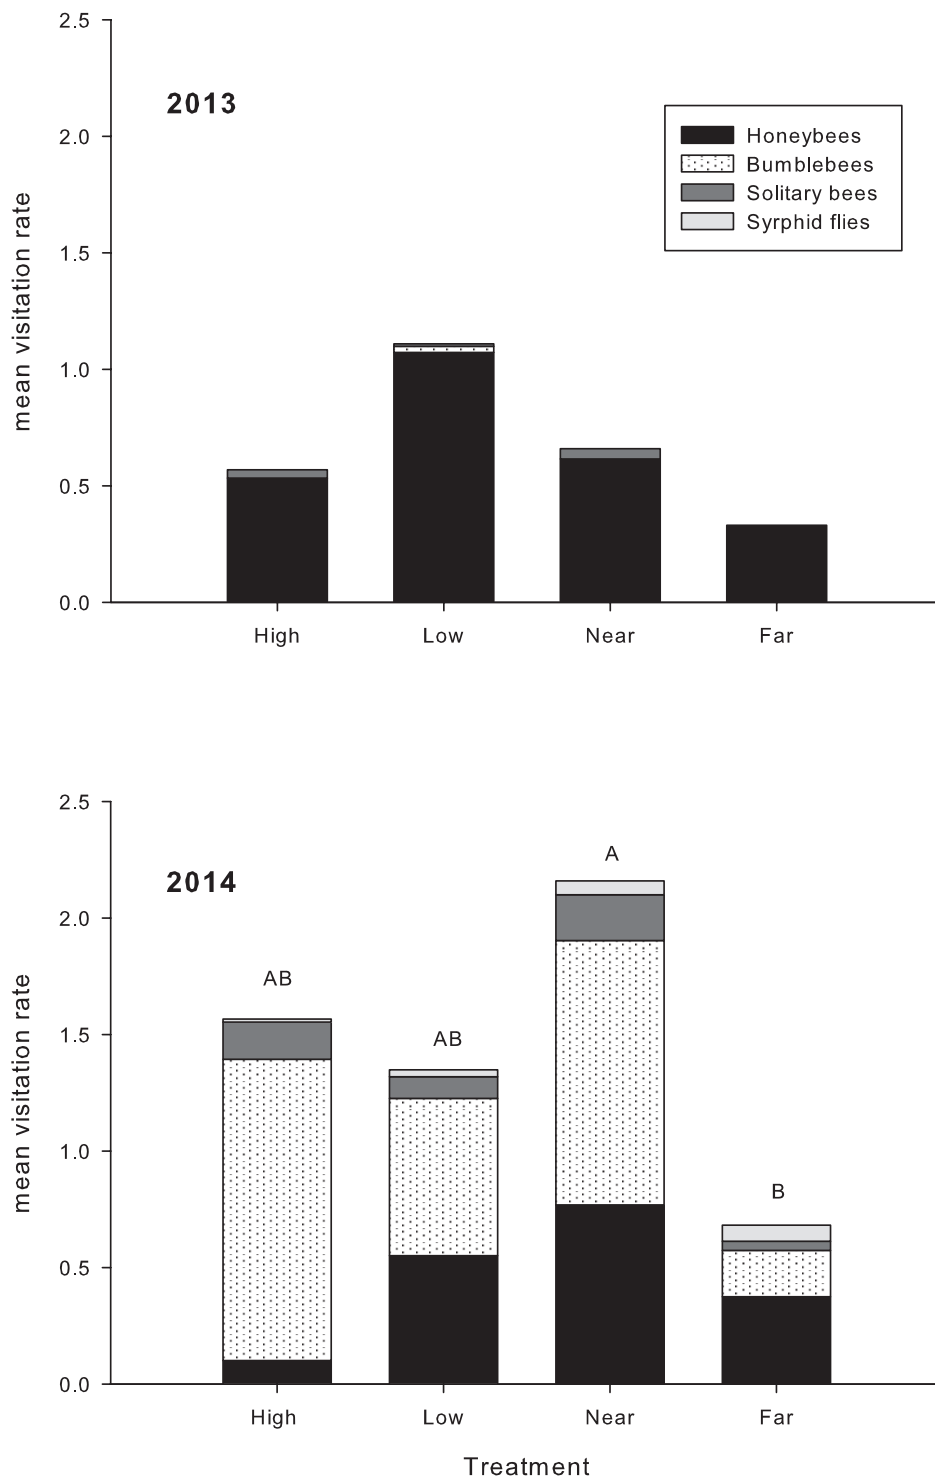 2.5
2013
2.0
Honeybees
Bumblebees
Solitary bees
Syrphid flies
1.5
mean visitation rate
1.0
0.5
0.0
High Low Near Far
2.5
A
2014
2.0
AB
1.5
AB
mean visitation rate
1.0
B
0.5
0.0
High Low Near Far
Treatment